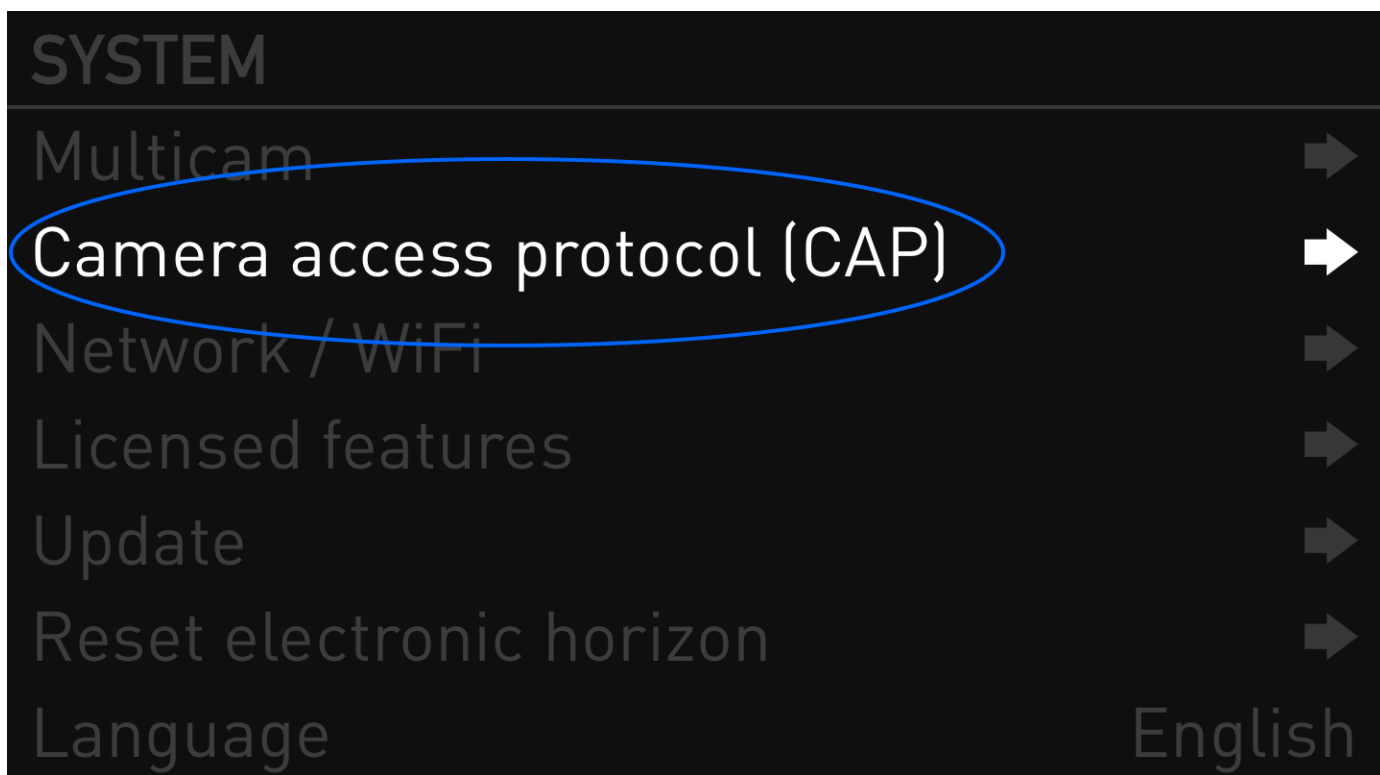 SYSTEM
Multicam
Camera access protocol (CAP)
Network / WiFi
Licensed features
Update
Reset electronic horizon
Language English